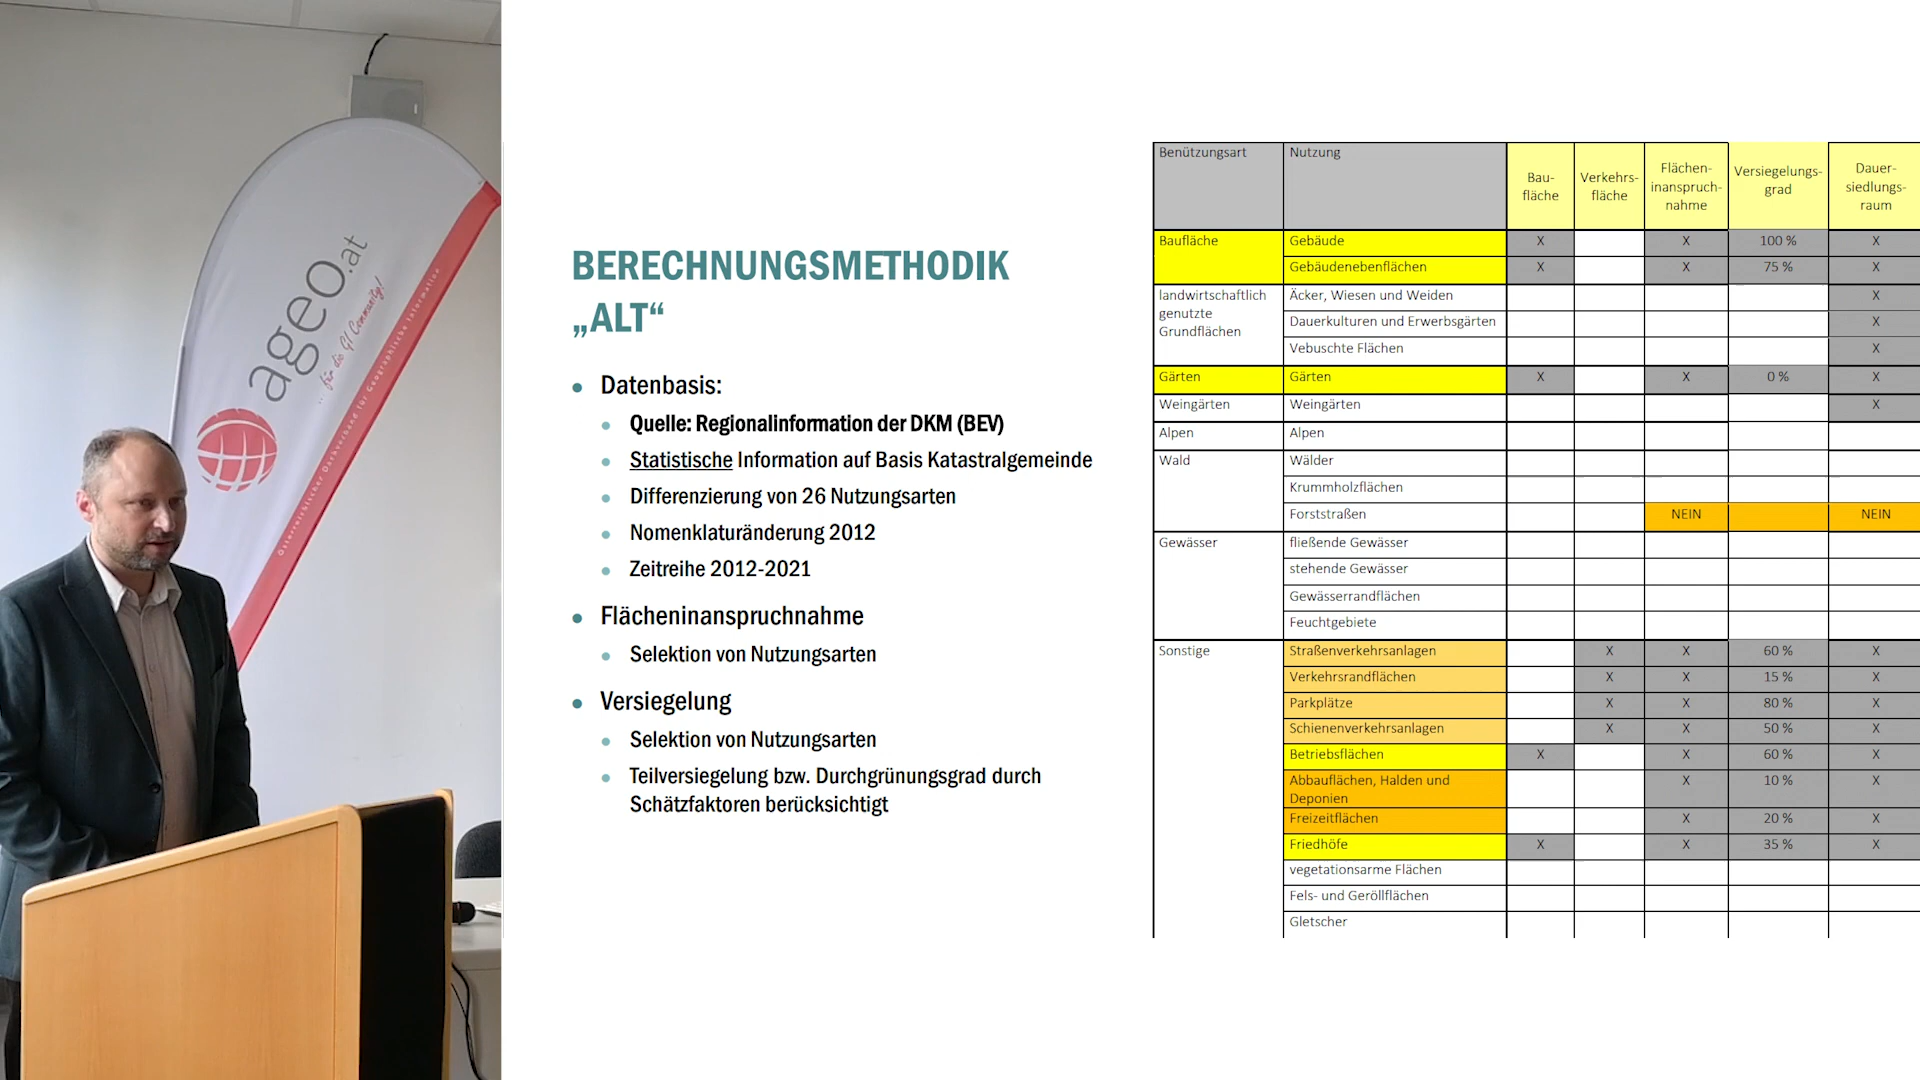 ageo.at
... für die GI Community!
Österreichischer Dachverband für Geographische Information
BERECHNUNGSMETHODIK
„ALT“
• Datenbasis:
• Quelle: Regionalinformation der DKM (BEV)
• Statistische Information auf Basis Katastralgemeinde
• Differenzierung von 26 Nutzungsarten
• Nomenklaturänderung 2012
• Zeitreihe 2012-2021
• Flächeninanspruchnahme
• Selektion von Nutzungsarten
• Versiegelung
• Selektion von Nutzungsarten
• Teilversiegelung bzw. Durchgrünungsgrad durch
Schätzfaktoren berücksichtigt
Benützungsart Nutzung Bau-fläche Verkehrs-fläche Flächen-inanspruch-nahme Versiegelungs-grad Dauer-siedlungs-raum
Baufläche Gebäude X X 100 % X
Gebäudenebenflächen X X 75 % X
landwirtschaftlich genutzte Grundflächen Äcker, Wiesen und Weiden X
Dauerkulturen und Erwerbsgärten X
Vebuschte Flächen X
Gärten Gärten X X 0 % X
Weingärten Weingärten X
Alpen Alpen
Wald Wälder
Krummholzflächen
Forststraßen NEIN NEIN
Gewässer fließende Gewässer
stehende Gewässer
Gewässerrandflächen
Feuchtgebiete
Sonstige Straßenverkehrsanlagen X X 60 % X
Verkehrsrandflächen X X 15 % X
Parkplätze X X 80 % X
Schienenverkehrsanlagen X X 50 % X
Betriebsflächen X X 60 % X
Abbauflächen, Halden und Deponien X 10 % X
Freizeitflächen X 20 % X
Friedhöfe X X 35 % X
vegetationsarme Flächen
Fels- und Geröllflächen
Gletscher